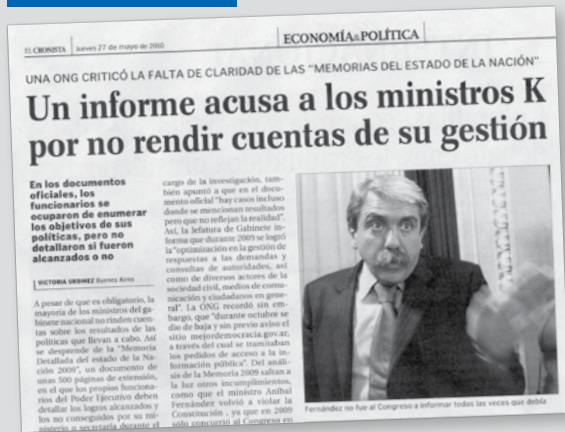 EL CRONISTA Jueves 27 de mayo de 2010
ECONOMÍA&POLÍTICA
UNA ONG CRITICÓ LA FALTA DE CLARIDAD DE LAS "MEMORIAS DEL ESTADO DE LA NACIÓN"
Un informe acusa a los ministros K
por no rendir cuentas de su gestión
En los documentos
oficiales, los
funcionarios se
ocuparon de enumerar
los objetivos de sus
políticas, pero no
detallaron si fueron
alcanzados o no
VICTORIA URDINEZ Buenos Aires
A pesar de que es obligatorio, la
mayoría de los ministros del ga-
binete nacional no rinden cuen-
tas sobre los resultados de las
políticas que llevan a cabo. Así
se desprende de la "Memoria
Detallada del estado de la Na-
ción 2009", un documento de
unas 500 páginas de extensión,
en el que los propios funciona-
rios del Poder Ejecutivo deben
detallar los logros alcanzados y
los no conseguidos por su mi-
nisterio o secretaría durante el
cargo de la investigación, tam-
bién apuntó a que en el docu-
mento oficial "hay casos incluso
donde se mencionan resultados
pero que no reflejan la realidad".
Así, la Jefatura de Gabinete in-
forma que durante 2009 se logró
la "optimización en la gestión de
respuestas a las demandas y
consultas de autoridades, así
como de diversos actores de la
sociedad civil, medios de comu-
nicación y ciudadanos en gene-
ral". La ONG recordó sin em-
bargo, que "durante octubre se
dio de baja y sin previo aviso el
sitio mejordemocracia.gov.ar,
a través del cual se tramitaban
los pedidos de acceso a la in-
formación pública". Del análi-
sis de la Memoria 2009 saltan a
la luz otros incumplimientos,
como que el ministro Aníbal
Fernández volvió a violar la
Constitución, ya que en 2009
sólo concurrió al Congreso en
Fernández no fue al Congreso a informar todas las veces que debía